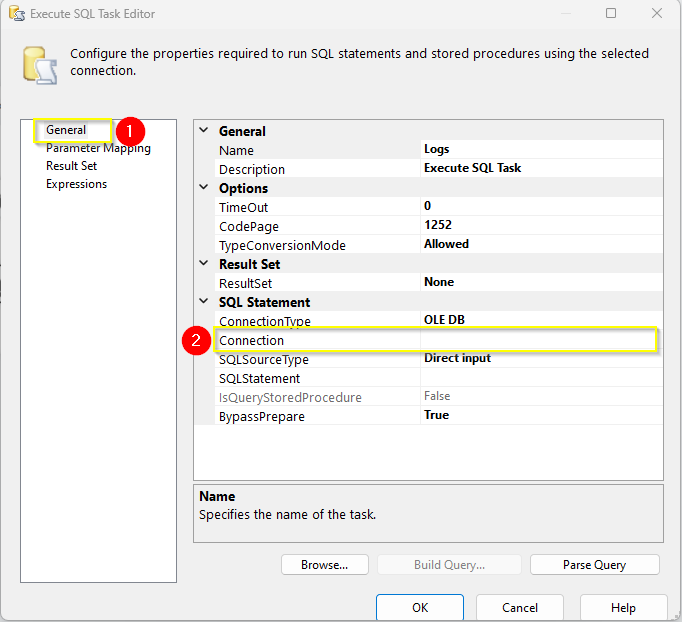 Execute SQL Task Editor
Configure the properties required to run SQL statements and stored procedures using the selected
connection.
General
1
Parameter Mapping
Result Set
Expressions
General
Name Logs
Description Execute SQL Task
Options
TimeOut 0
CodePage 1252
TypeConversionMode Allowed
Result Set
ResultSet None
SQL Statement
ConnectionType OLE DB
2
Connection
SQLSourceType Direct input
SQLStatement
IsQueryStoredProcedure False
BypassPrepare True
Name
Specifies the name of the task.
Browse... Build Query... Parse Query
OK Cancel Help